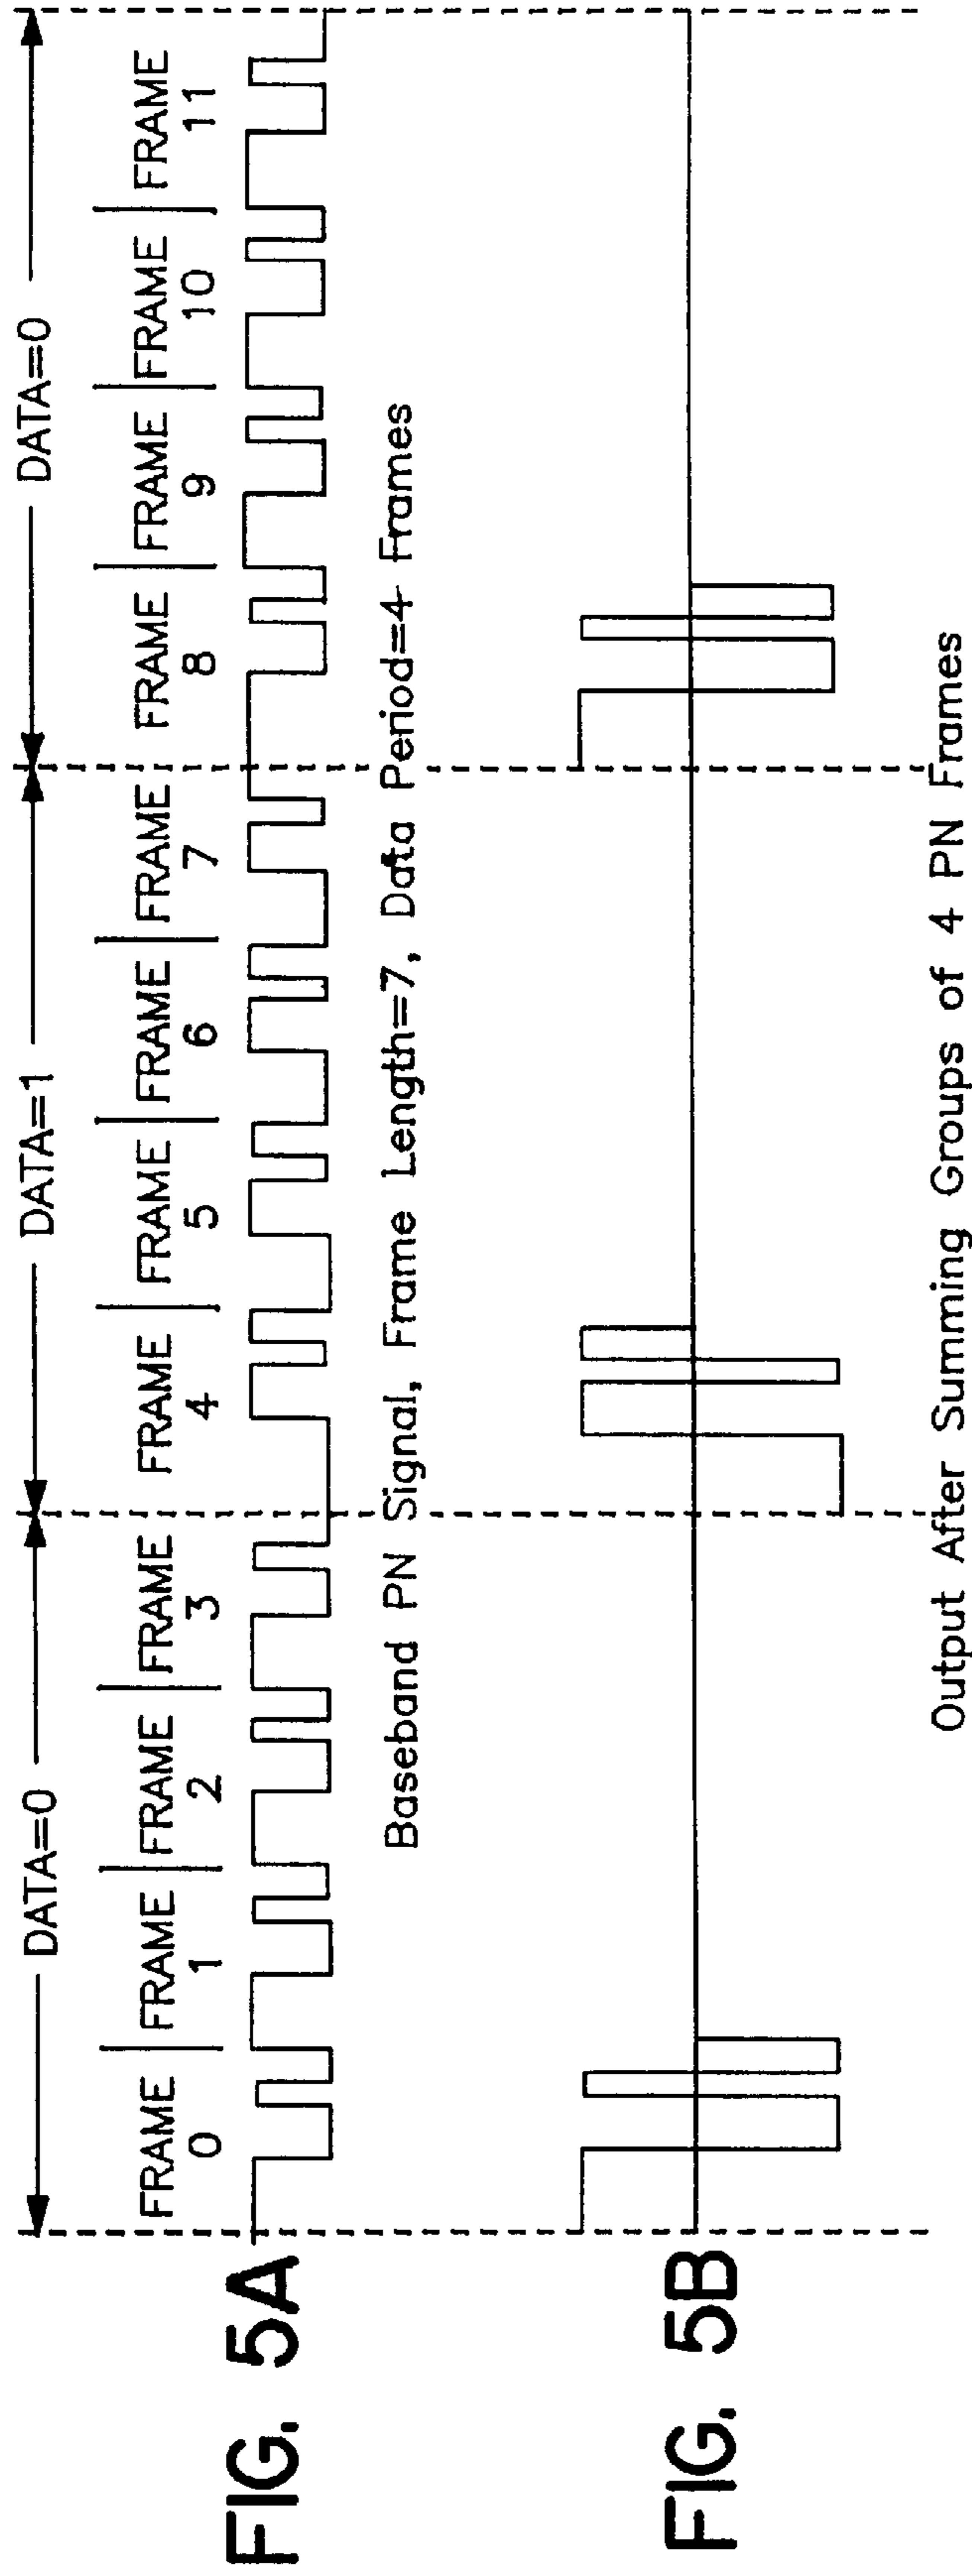 DATA=0 DATA=1 DATA=0
FRAME FRAME FRAME FRAME FRAME FRAME FRAME FRAME FRAME FRAME FRAME FRAME
0 1 2 3 4 5 6 7 8 9 10 11
FIG. 5A
Baseband PN Signal, Frame Length=7, Data Period=4 Frames
FIG. 5B
Output After Summing Groups of 4 PN Frames